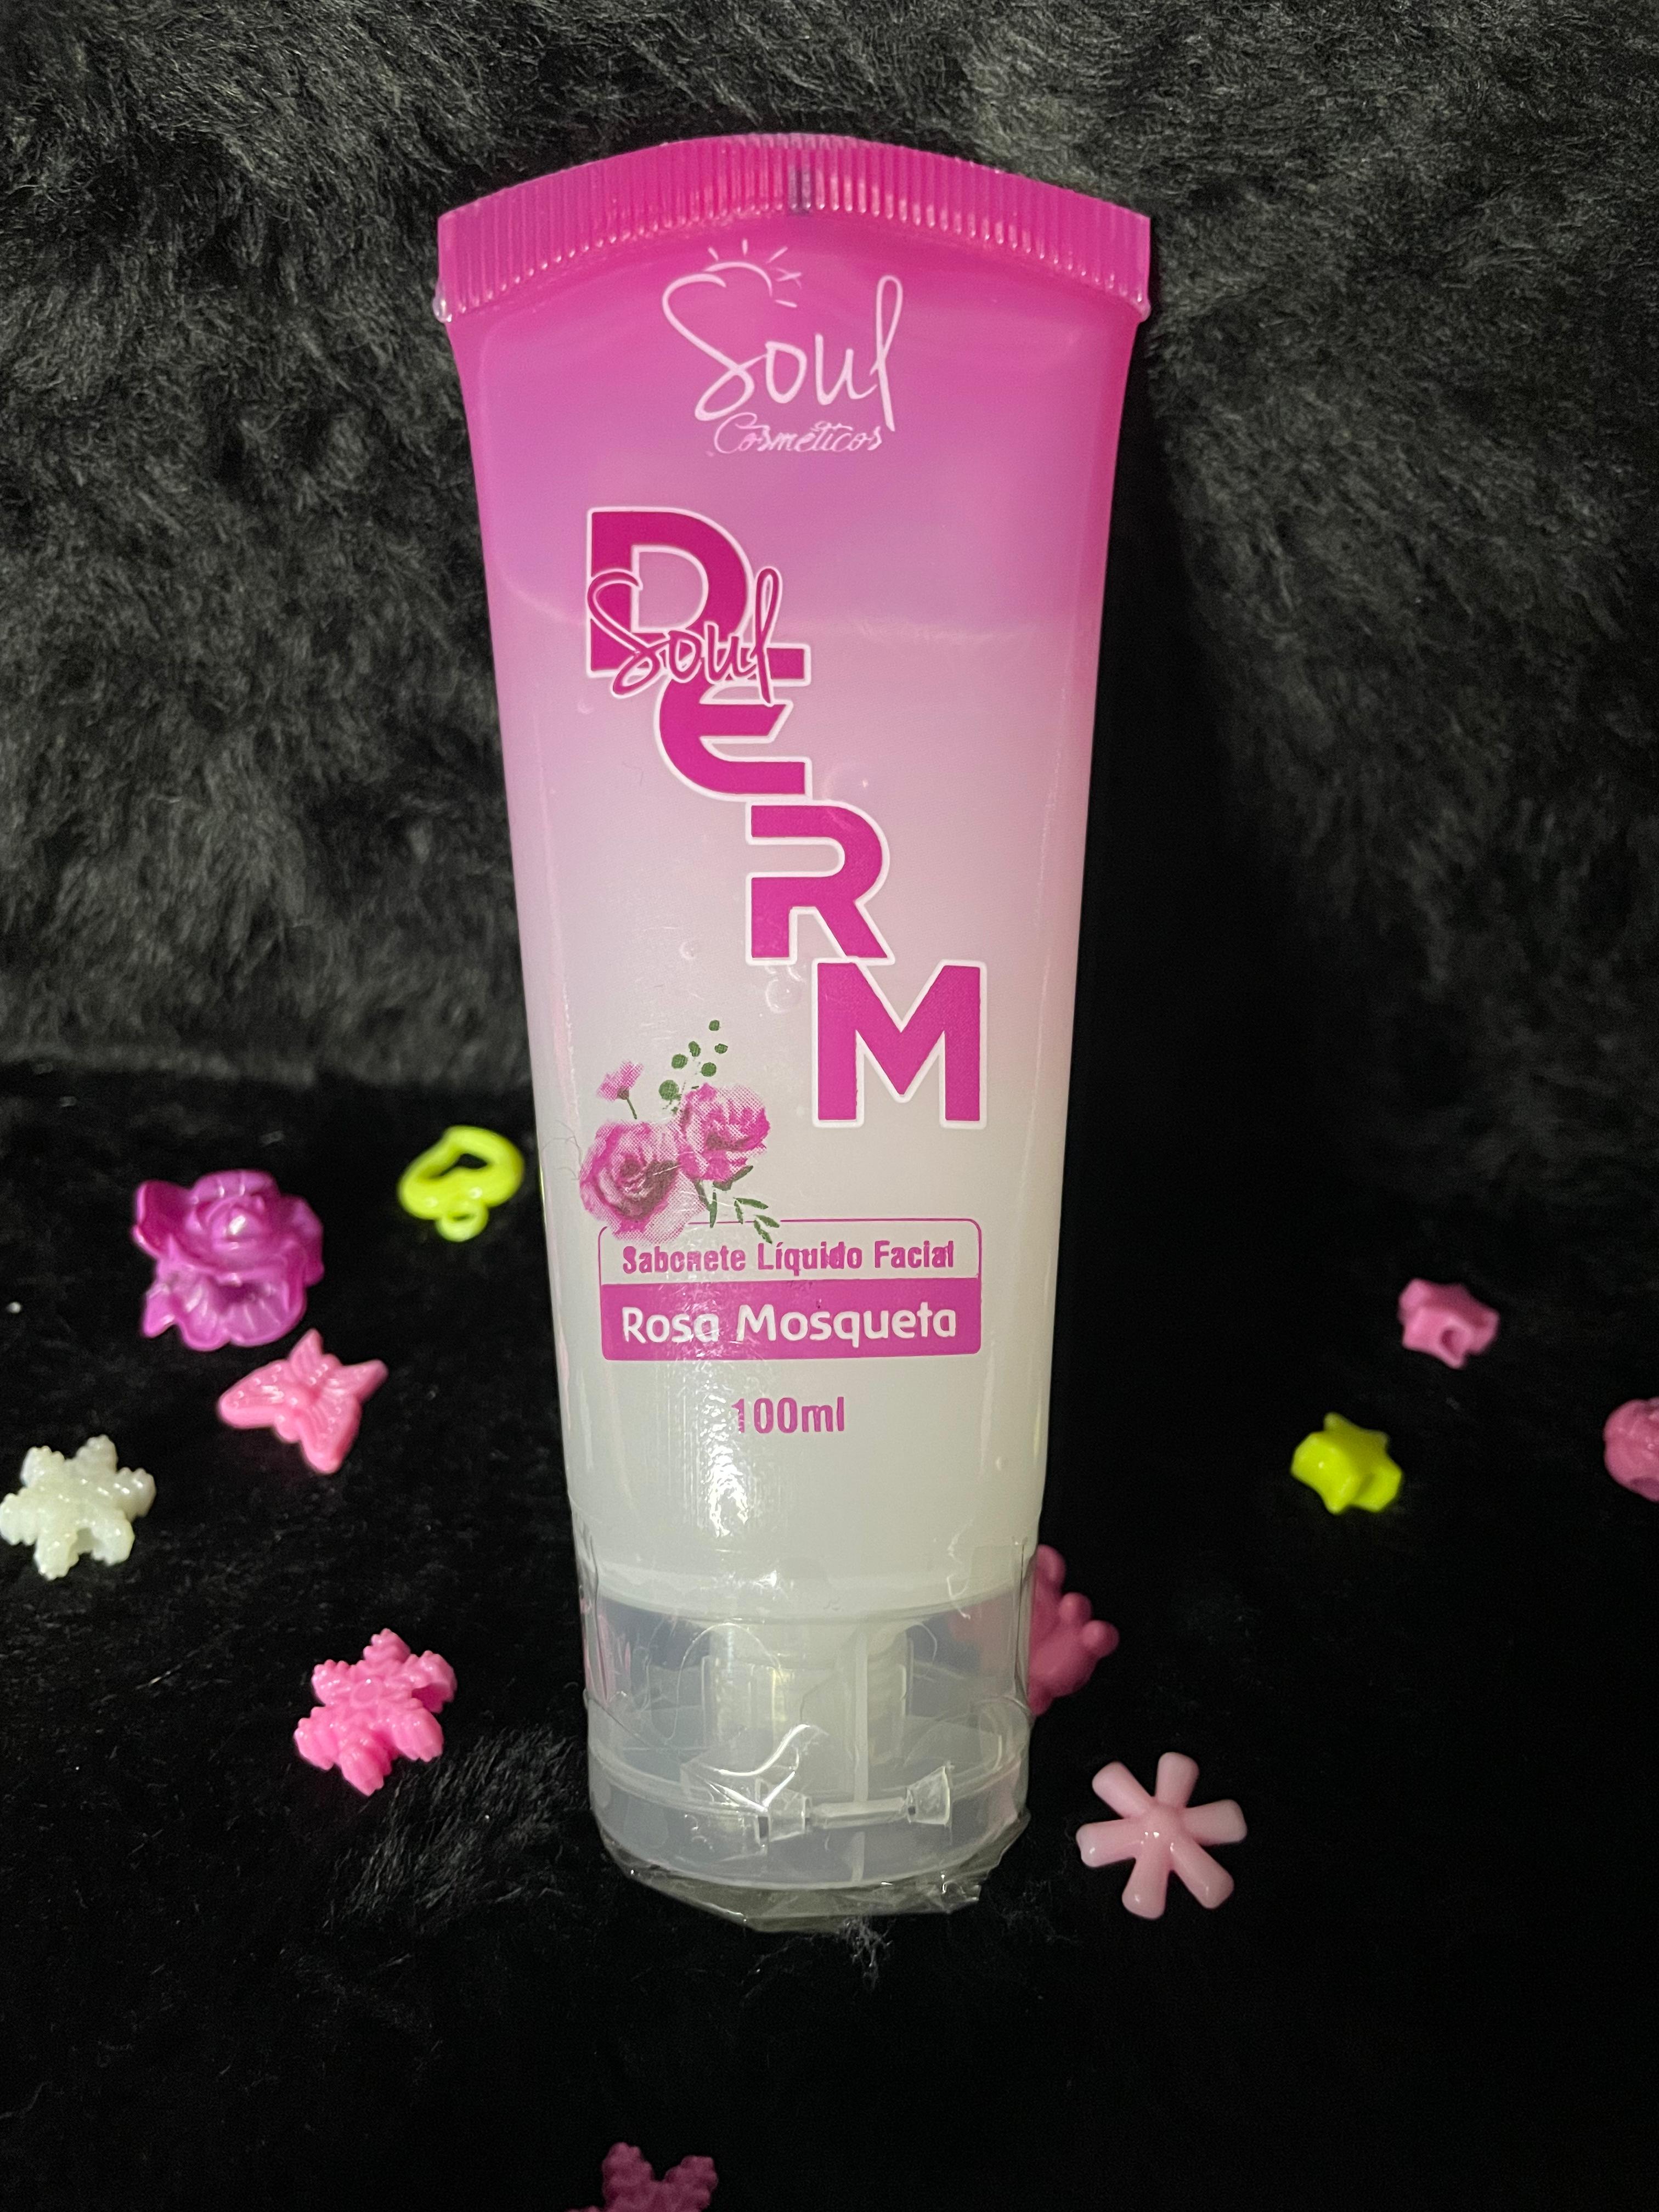 Soul
Cosméticos
DERM
Soul
Sabonete Líquido Facial
Rosa Mosqueta
100ml